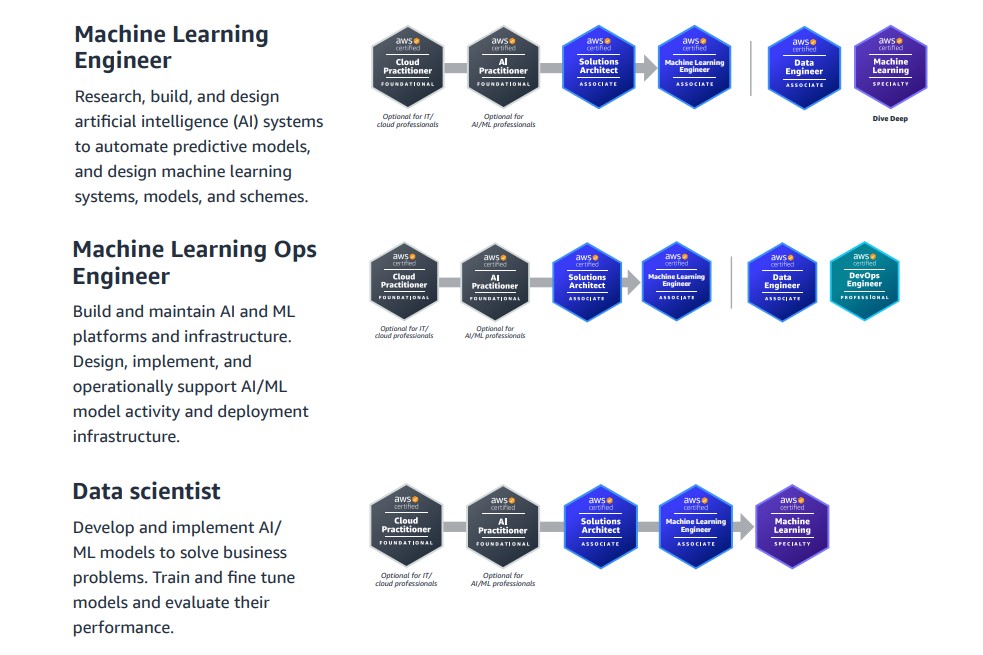 Machine Learning
Engineer
Research, build, and design
artificial intelligence (AI) systems
to automate predictive models,
and design machine learning
systems, models, and schemes.
aws
certified
Cloud
Practitioner
FOUNDATIONAL
Optional for IT/
cloud professionals
aws
certified
AI
Practitioner
FOUNDATIONAL
Optional for
AI/ML professionals
aws
certified
Solutions
Architect
ASSOCIATE
aws
certified
Machine Learning
Engineer
ASSOCIATE
aws
certified
Data
Engineer
ASSOCIATE
aws
certified
Machine
Learning
SPECIALTY
Dive Deep
Machine Learning Ops
Engineer
Build and maintain AI and ML
platforms and infrastructure.
Design, implement, and
operationally support AI/ML
model activity and deployment
infrastructure.
aws
certified
Cloud
Practitioner
FOUNDATIONAL
Optional for IT/
cloud professionals
aws
certified
AI
Practitioner
FOUNDATIONAL
Optional for
AI/ML professionals
aws
certified
Solutions
Architect
ASSOCIATE
aws
certified
Machine Learning
Engineer
ASSOCIATE
aws
certified
Data
Engineer
ASSOCIATE
aws
certified
DevOps
Engineer
PROFESSIONAL
Data scientist
Develop and implement AI/
ML models to solve business
problems. Train and fine tune
models and evaluate their
performance.
aws
certified
Cloud
Practitioner
FOUNDATIONAL
Optional for IT/
cloud professionals
aws
certified
AI
Practitioner
FOUNDATIONAL
Optional for
AI/ML professionals
aws
certified
Solutions
Architect
ASSOCIATE
aws
certified
Machine Learning
Engineer
ASSOCIATE
aws
certified
Machine
Learning
SPECIALTY